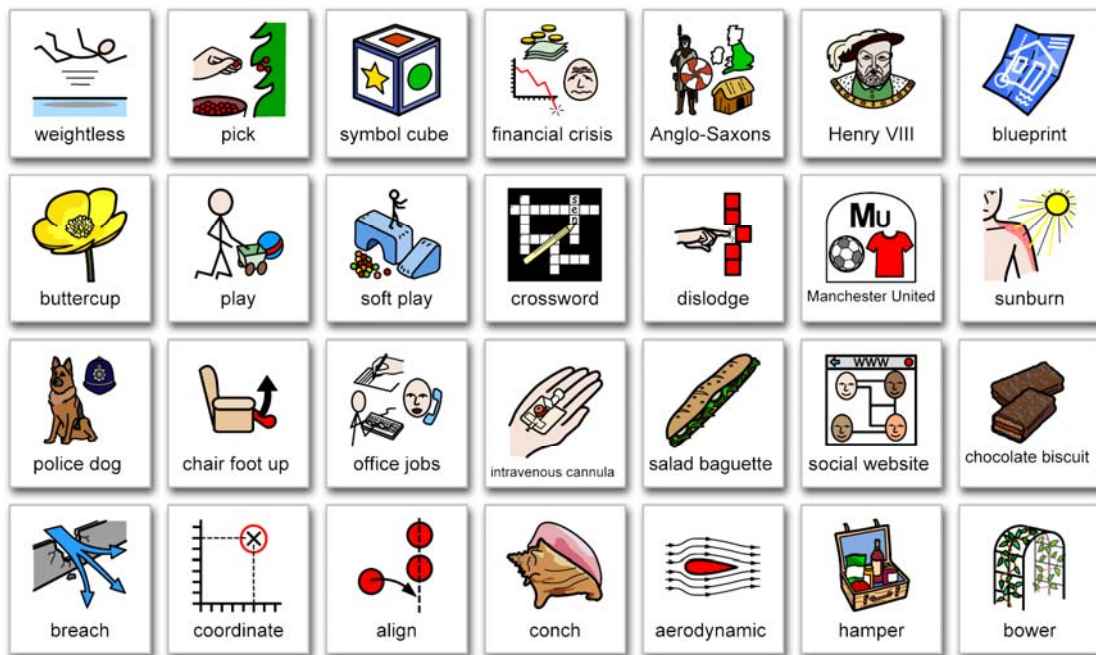 weightless
pick
symbol cube
financial crisis
Anglo-Saxons
Henry VIII
blueprint
buttercup
play
soft play
sen
crossword
dislodge
MU
Manchester United
sunburn
police dog
chair foot up
office jobs
intravenous cannula
salad baguette
WWW
social website
chocolate biscuit
breach
coordinate
align
conch
aerodynamic
hamper
bower